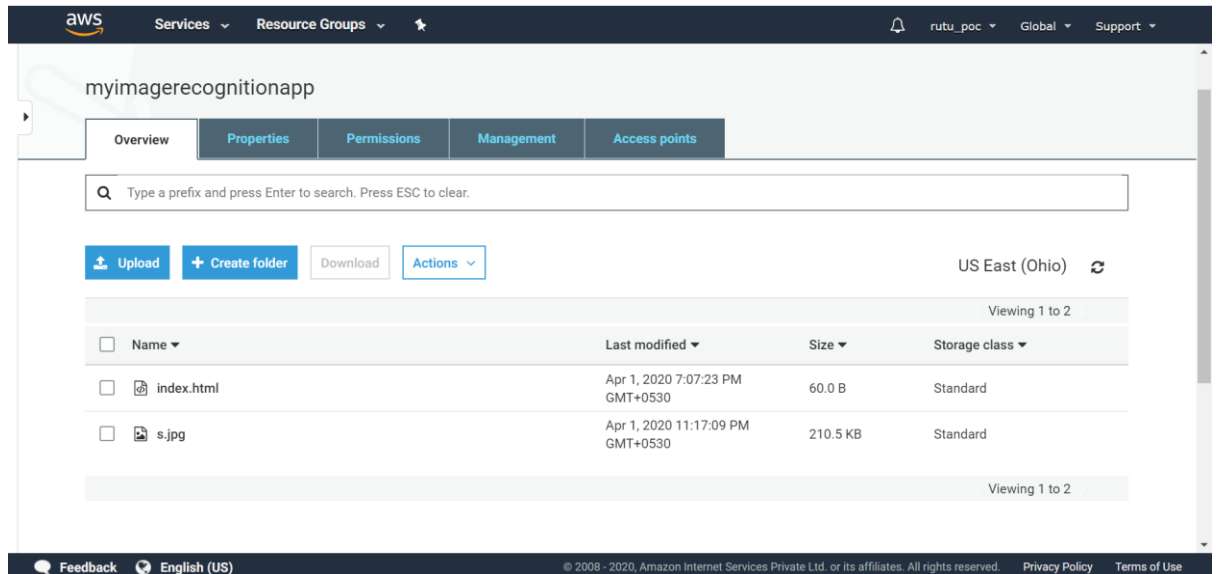 aws Services Resource Groups rutu_poc Global Support
myimagerecognitionapp
Overview Properties Permissions Management Access points
Type a prefix and press Enter to search. Press ESC to clear.
Upload + Create folder Download Actions US East (Ohio)
Viewing 1 to 2
Name Last modified Size Storage class
index.html Apr 1, 2020 7:07:23 PM GMT+0530 60.0 B Standard
s.jpg Apr 1, 2020 11:17:09 PM GMT+0530 210.5 KB Standard
Viewing 1 to 2
Feedback English (US) © 2008 - 2020, Amazon Internet Services Private Ltd. or its affiliates. All rights reserved. Privacy Policy Terms of Use